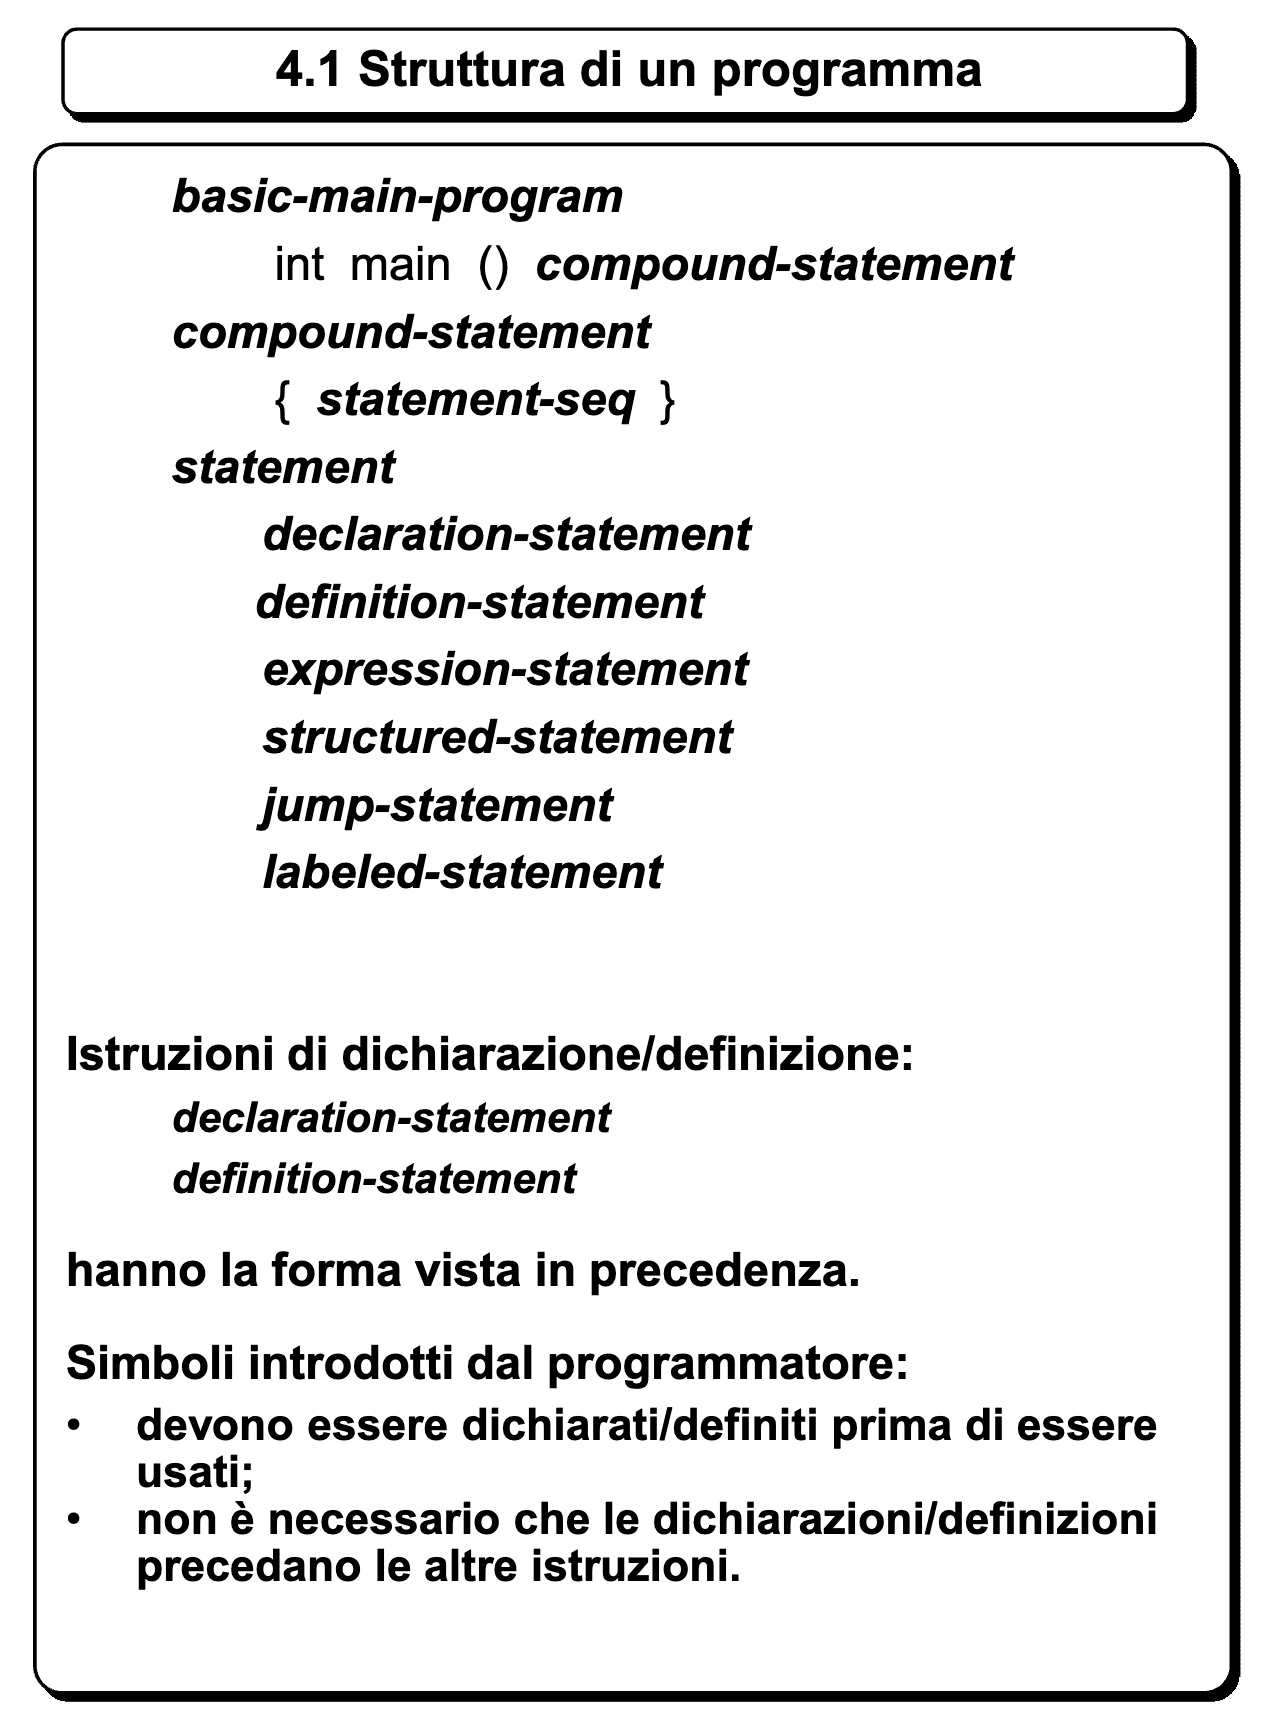 4.1 Struttura di un programma
basic-main-program
int main () compound-statement
compound-statement
{ statement-seq }
statement
declaration-statement
definition-statement
expression-statement
structured-statement
jump-statement
labeled-statement
Istruzioni di dichiarazione/definizione:
declaration-statement
definition-statement
hanno la forma vista in precedenza.
Simboli introdotti dal programmatore:
• devono essere dichiarati/definiti prima di essere
usati;
• non è necessario che le dichiarazioni/definizioni
precedano le altre istruzioni.